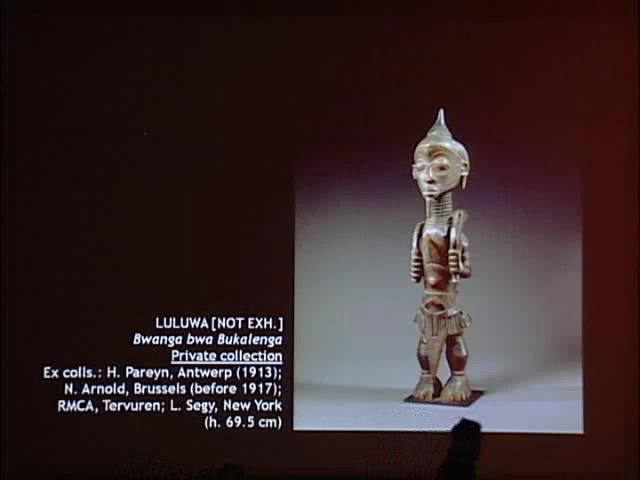 LULUWA [NOT EXH.]
Bwanga bwa Bukalenga
Private collection
Ex colls.: H. Pareyn, Antwerp (1913);
N. Arnold, Brussels (before 1917);
RMCA, Tervuren; L. Segy, New York
(h. 69.5 cm)